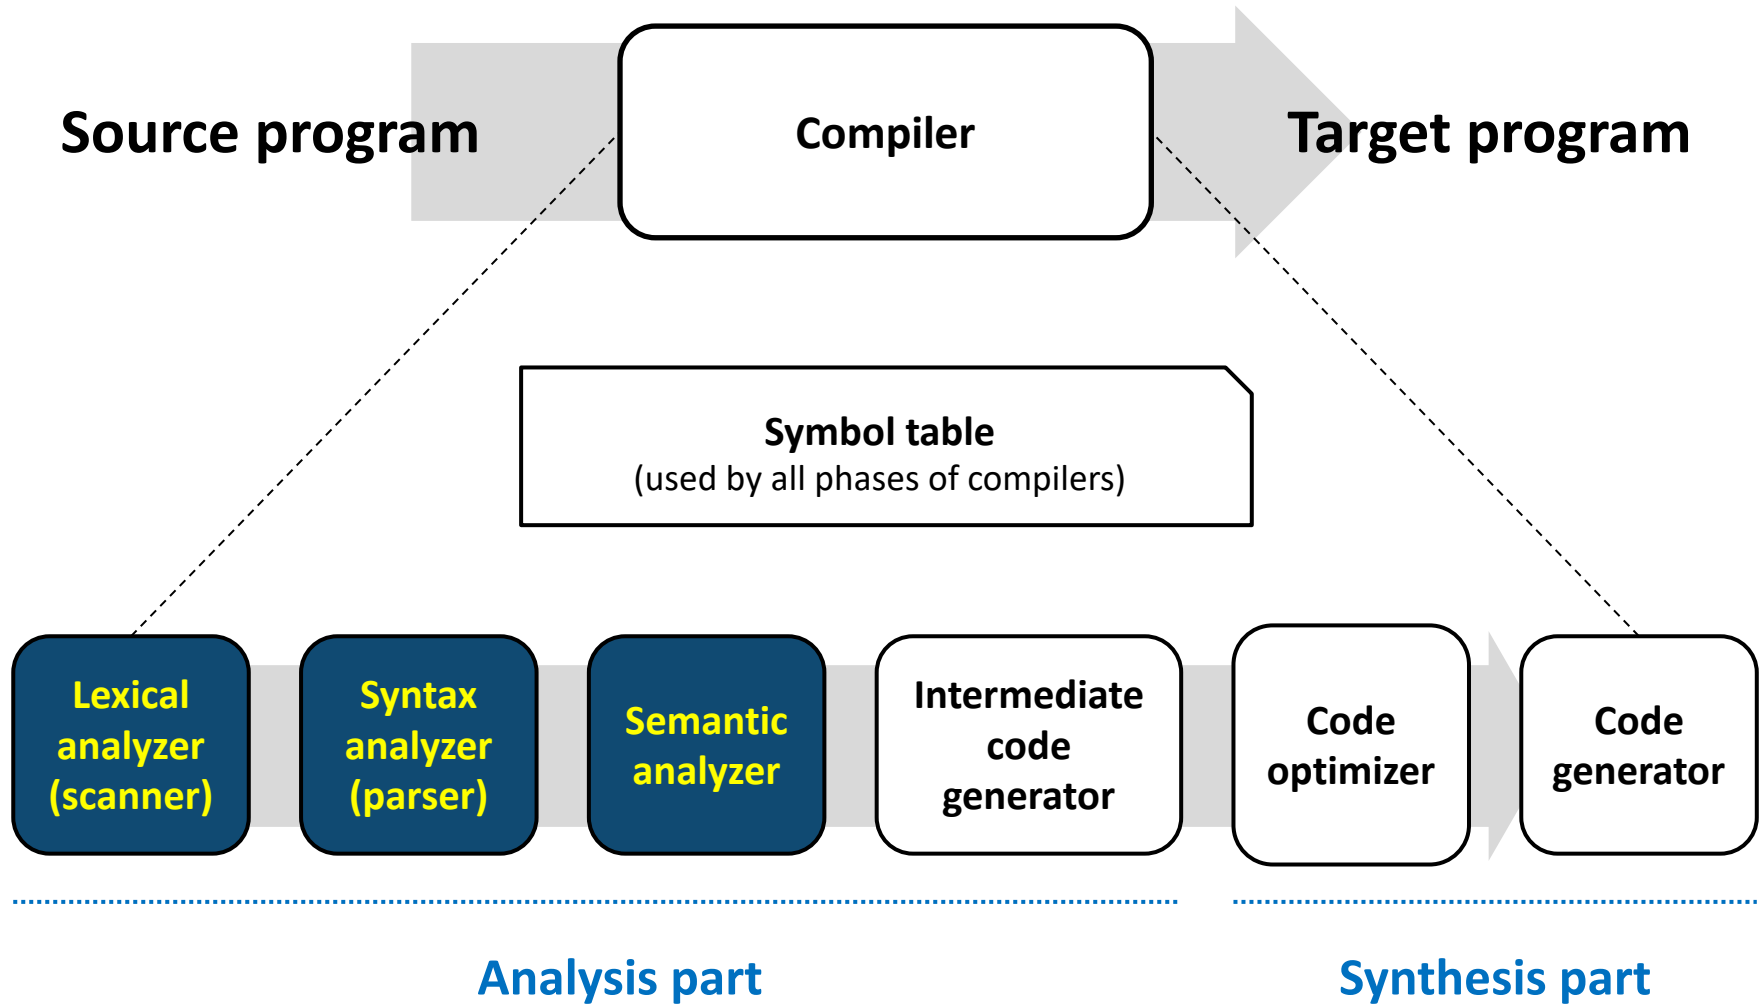 Source program
Compiler
Target program
Symbol table
(used by all phases of compilers)
Lexical
analyzer
(scanner)
Syntax
analyzer
(parser)
Semantic
analyzer
Intermediate
code
generator
Code
optimizer
Code
generator
Analysis part
Synthesis part